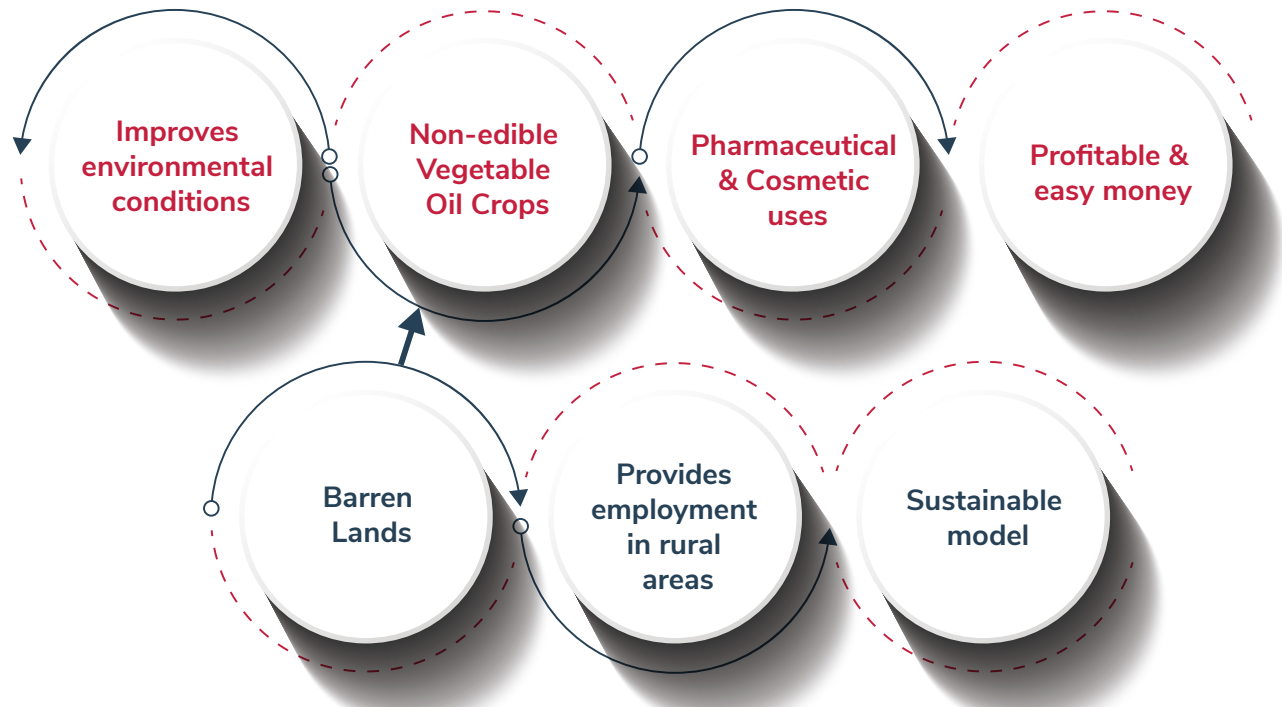 Improves
environmental
conditions
Non-edible
Vegetable
Oil Crops
Pharmaceutical
& Cosmetic
uses
Profitable &
easy money
Barren
Lands
Provides
employment
in rural
areas
Sustainable
model